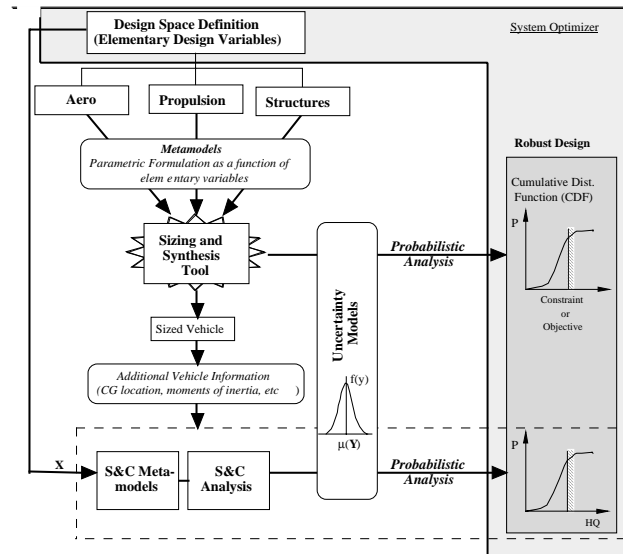 Design Space Definition
(Elementary Design Variables)
System Optimizer
Aero
Propulsion
Structures
Metamodels
Parametric Formulation as a function of
elem entary variables
Robust Design
Cumulative Dist.
Function (CDF)
P
Constraint
or
Objective
Sizing and
Synthesis
Tool
Probabilistic
Analysis
Uncertainty
Models
f(y)
μ(Y)
Sized Vehicle
Additional Vehicle Information
(CG location, moments of inertia, etc )
X
S&C Meta-
models
S&C
Analysis
Probabilistic
Analysis
P
HQ